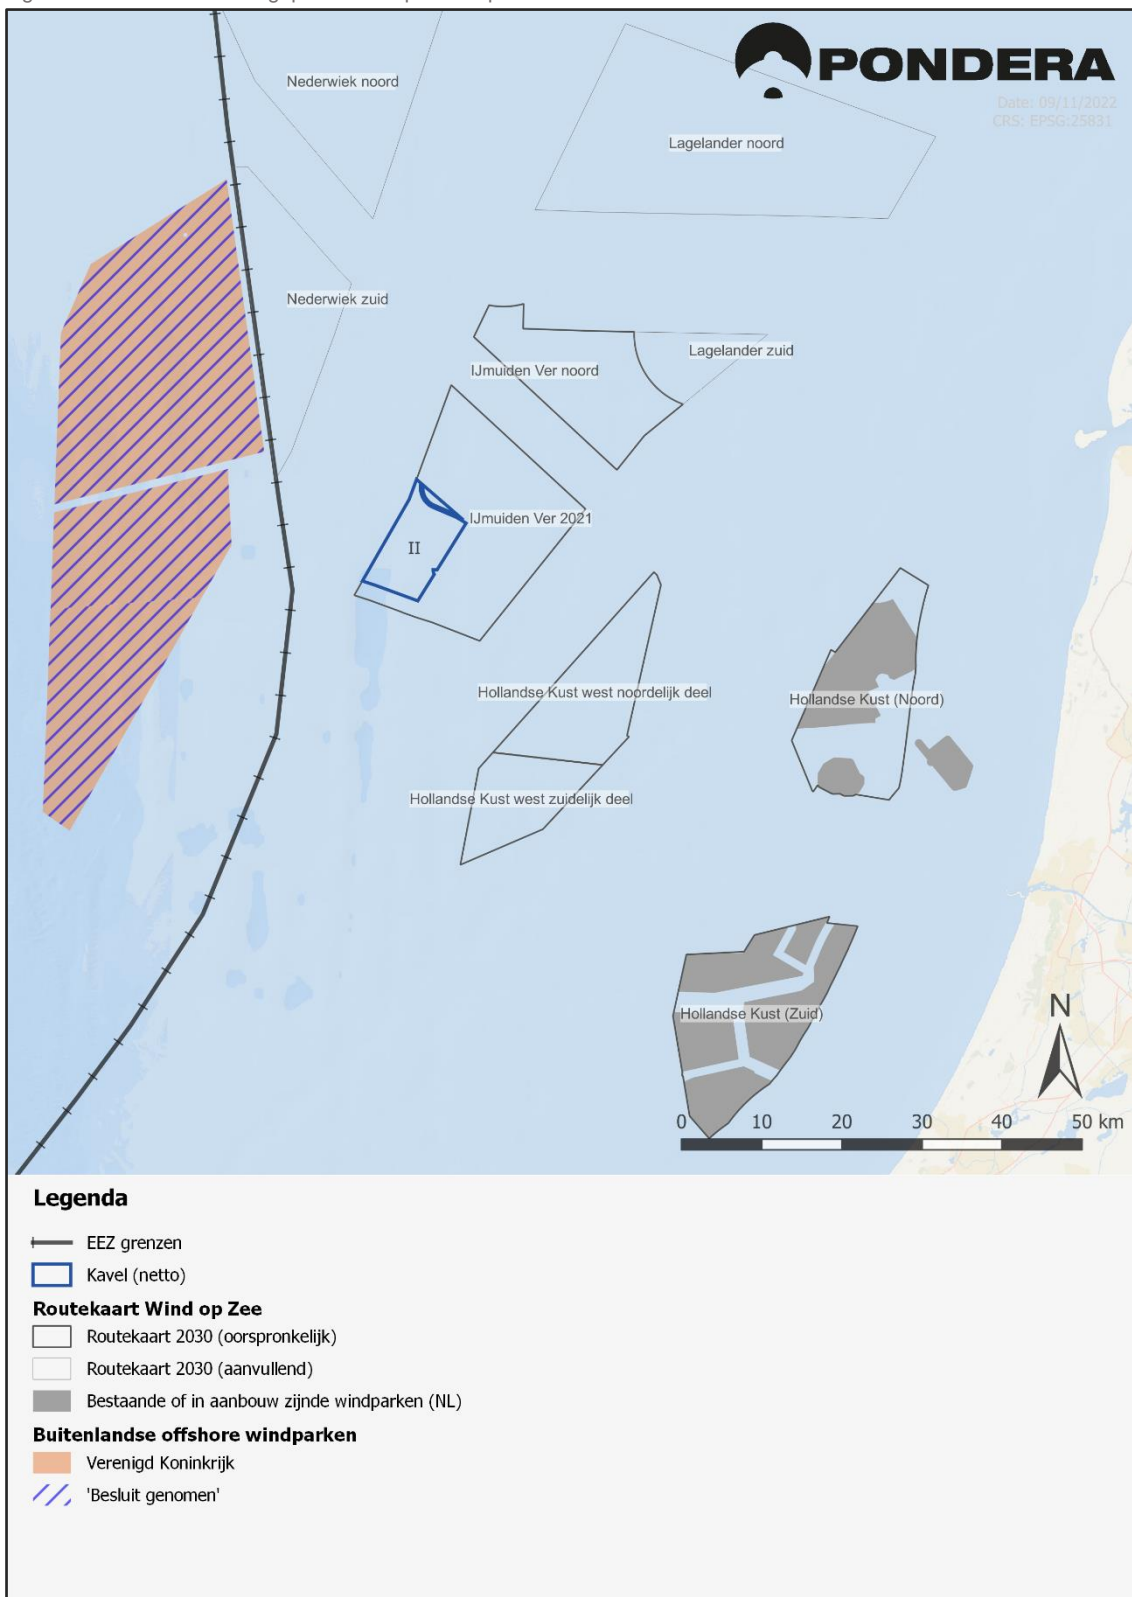 PONDERA
Date: 09/11/2022
CRS: EPSG:25831
Nederwiek noord
Lagelander noord
Nederwiek zuid
Lagelander zuid
IJmuiden Ver noord
IJmuiden Ver 2021
II
Hollandse Kust west noordelijk deel
Hollandse Kust (Noord)
Hollandse Kust west zuidelijk deel
Hollandse Kust (Zuid)
N
0 10 20 30 40 50 km
Legenda
EEZ grenzen
Kavel (netto)
Routekaart Wind op Zee
Routekaart 2030 (oorspronkelijk)
Routekaart 2030 (aanvullend)
Bestaande of in aanbouw zijnde windparken (NL)
Buitenlandse offshore windparken
Verenigd Koninkrijk
'Besluit genomen'